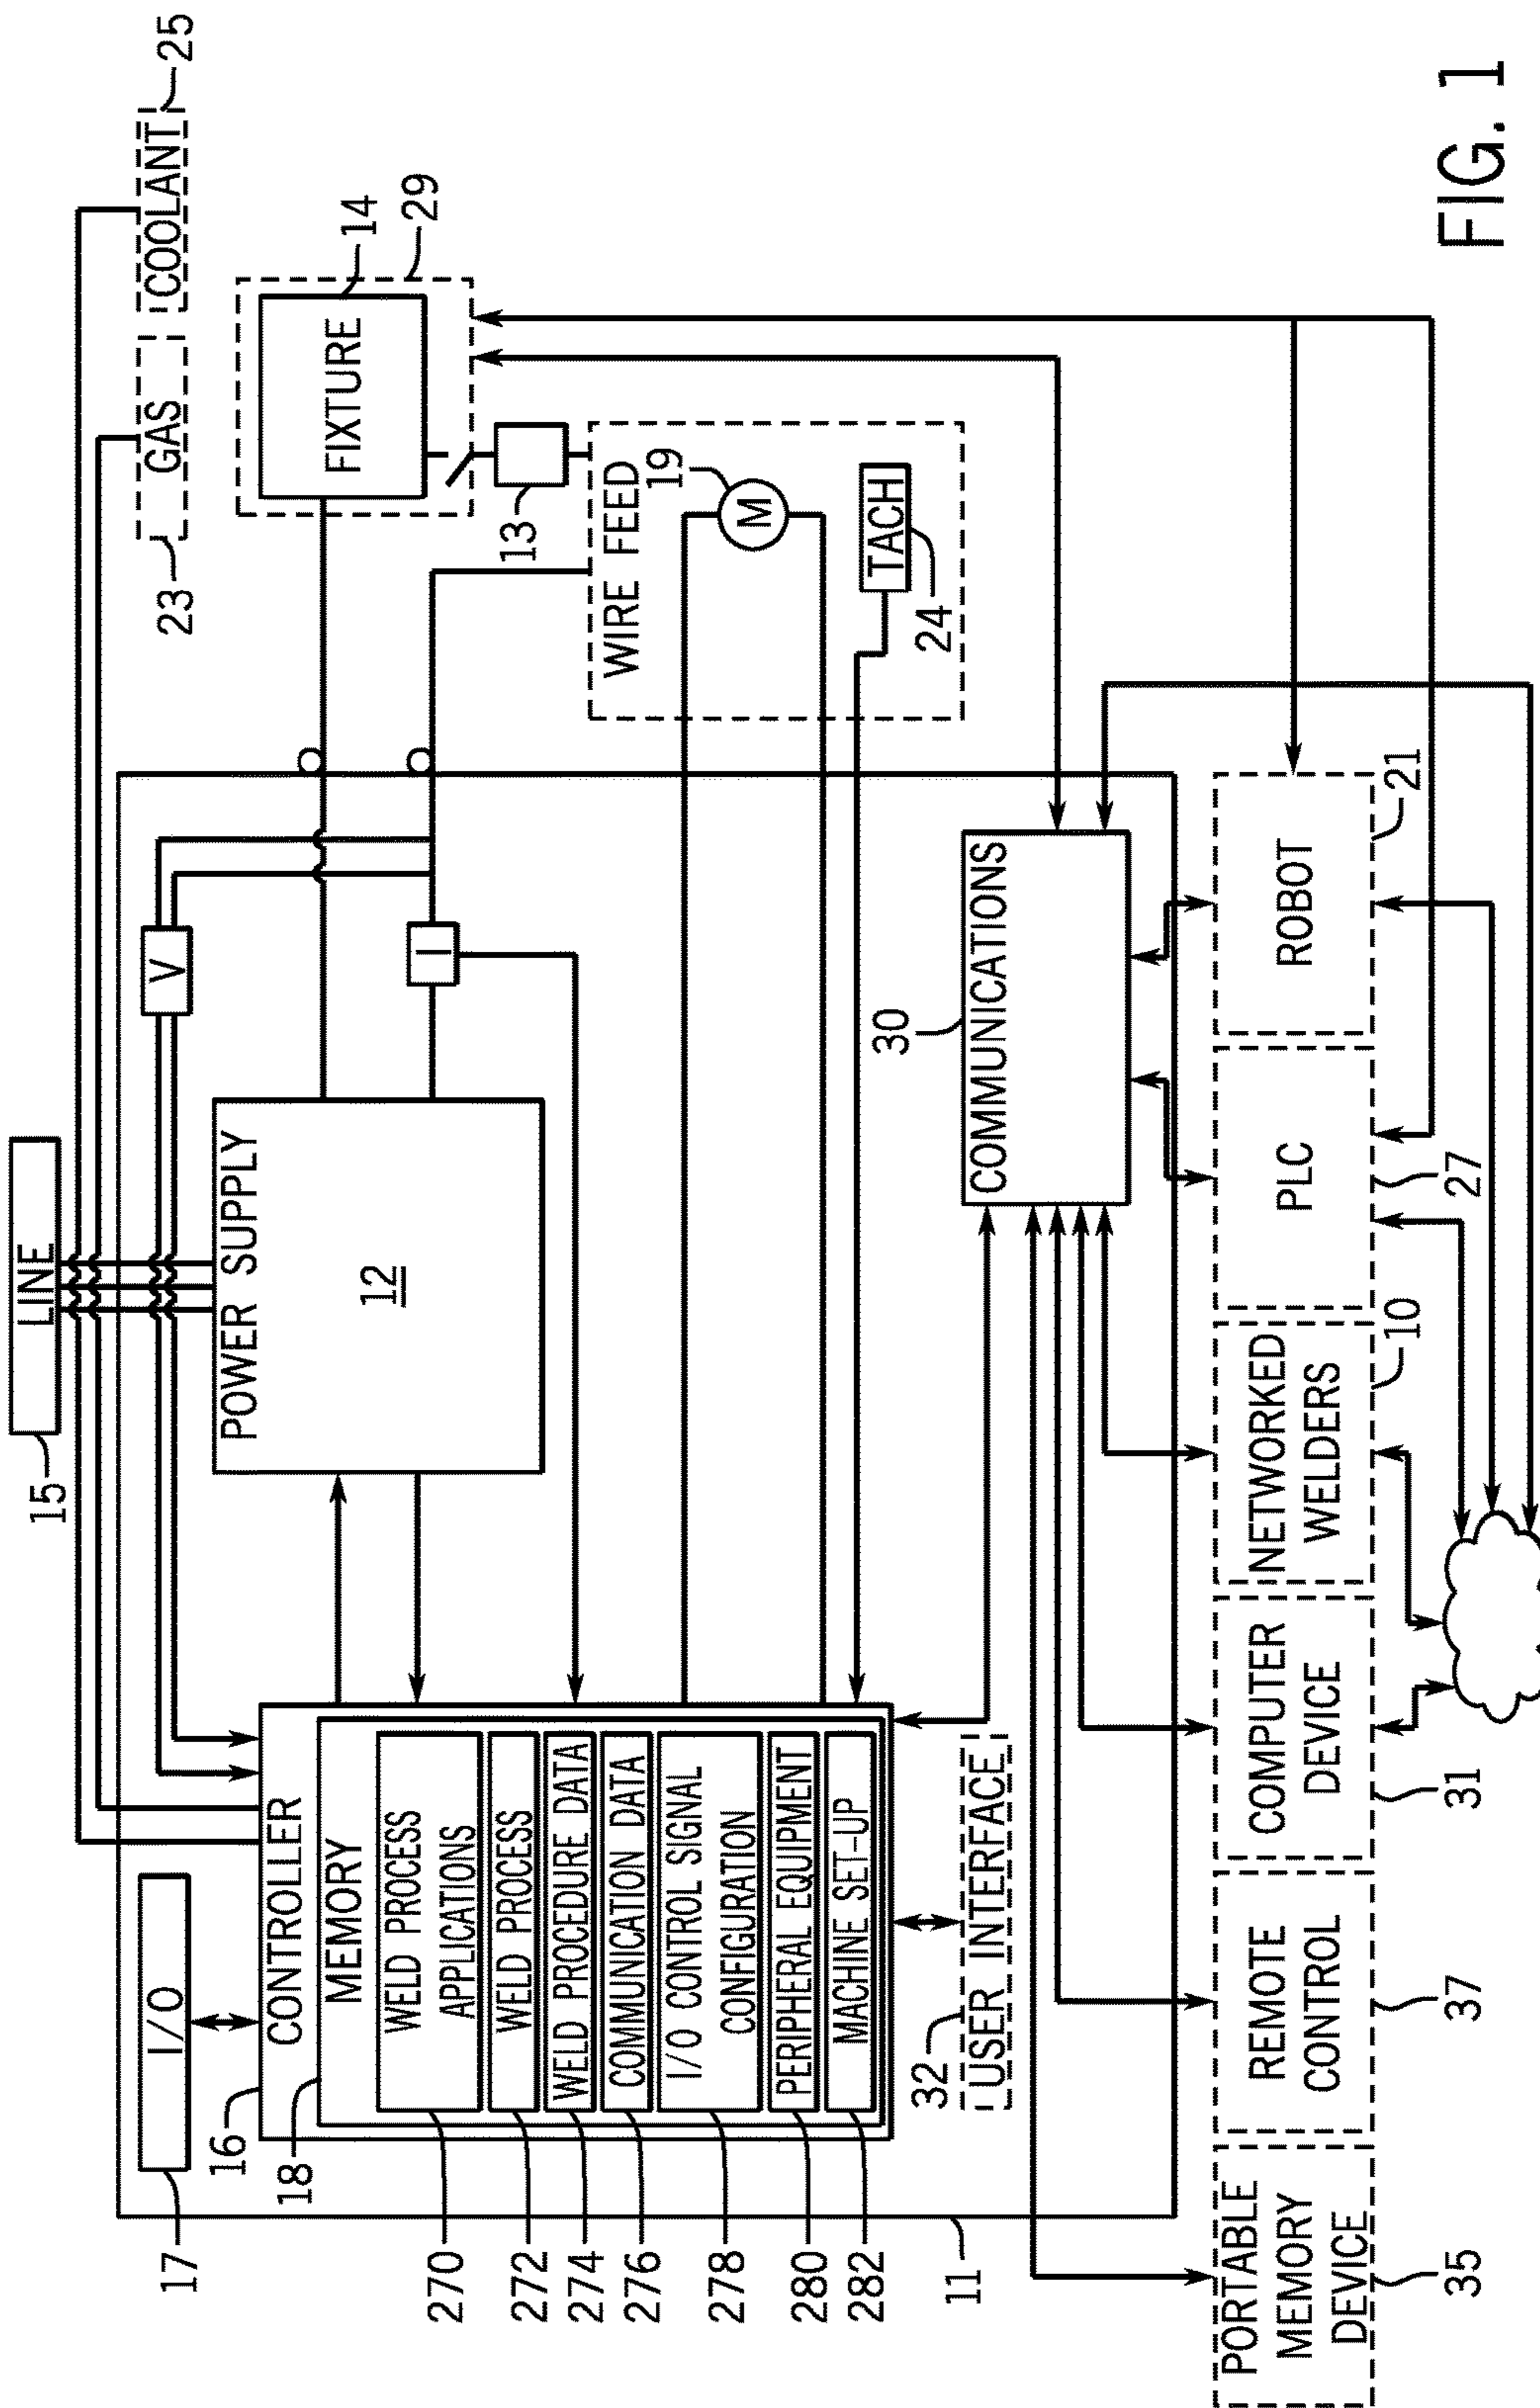 15
LINE
23
GAS
COOLANT
25
17
I/O
V
16
CONTROLLER
18
MEMORY
POWER SUPPLY
12
FIXTURE
14
29
270
WELD PROCESS
APPLICATIONS
I
272
WELD PROCESS
13
274
WELD PROCEDURE DATA
276
COMMUNICATION DATA
WIRE FEED
19
278
I/O CONTROL SIGNAL
CONFIGURATION
M
280
PERIPHERAL EQUIPMENT
282
MACHINE SET-UP
TACH
24
30
11
32
USER INTERFACE
COMMUNICATIONS
PORTABLE
MEMORY
DEVICE
REMOTE
CONTROL
COMPUTER
DEVICE
NETWORKED
WELDERS
PLC
ROBOT
35
37
31
10
27
21
FIG. 1